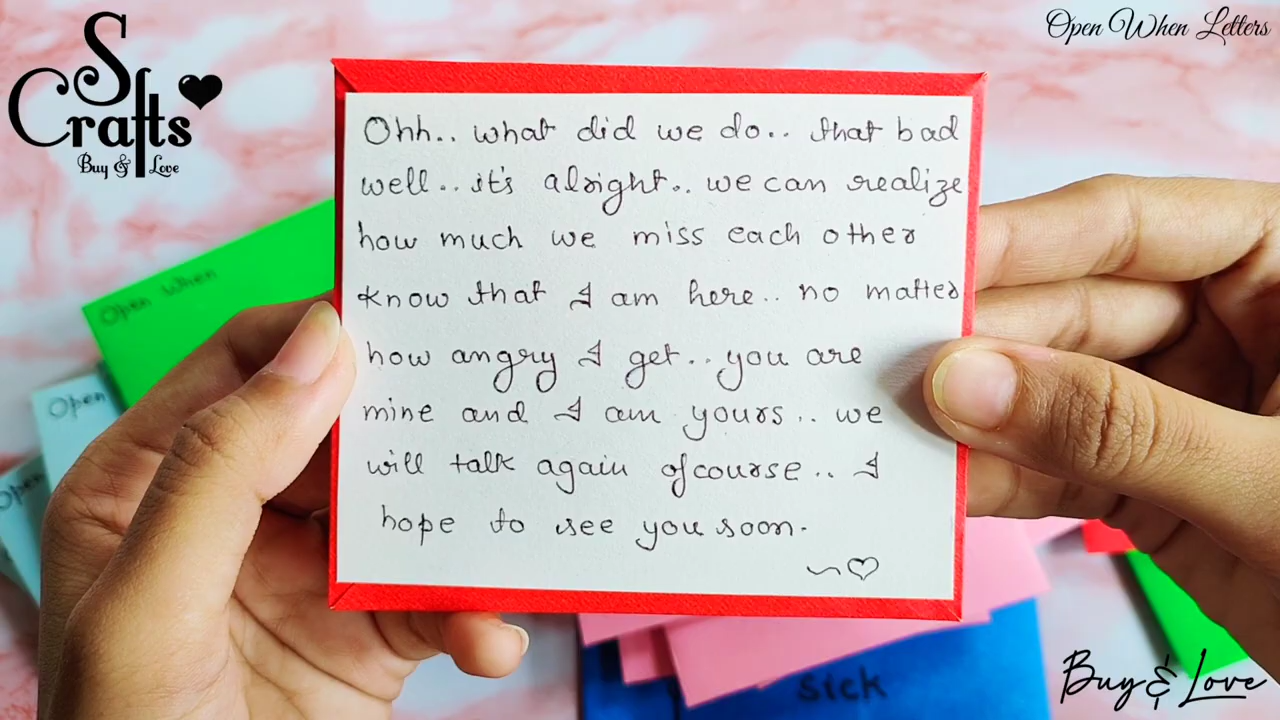 S
Crafts
Buy & Love
Open When Letters
Ohh.. what did we do.. that bad
well.. it's alright.. we can realize
how much we miss each other
know that I am here.. no matter
how angry I get.. you are
mine and I am yours.. we
will talk again ofcourse.. I
hope to see you soon.
~♡
Open When
Open
Open
sick
Buy & Love